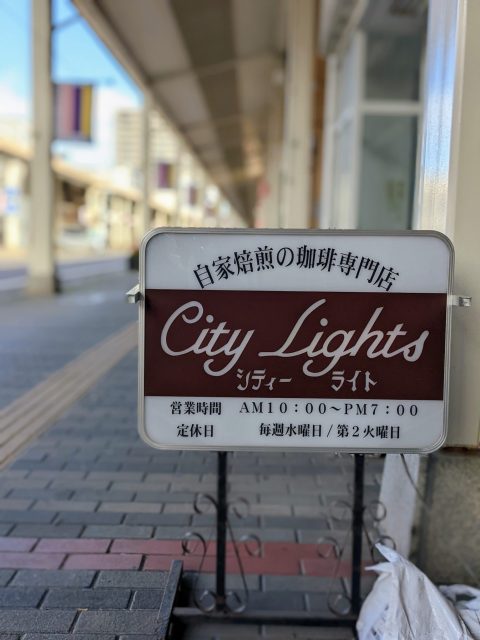 自家焙煎の珈琲専門店
City Lights
シティー ライト
営業時間 AM10：00～PM7：00
定休日 毎週水曜日/第2火曜日